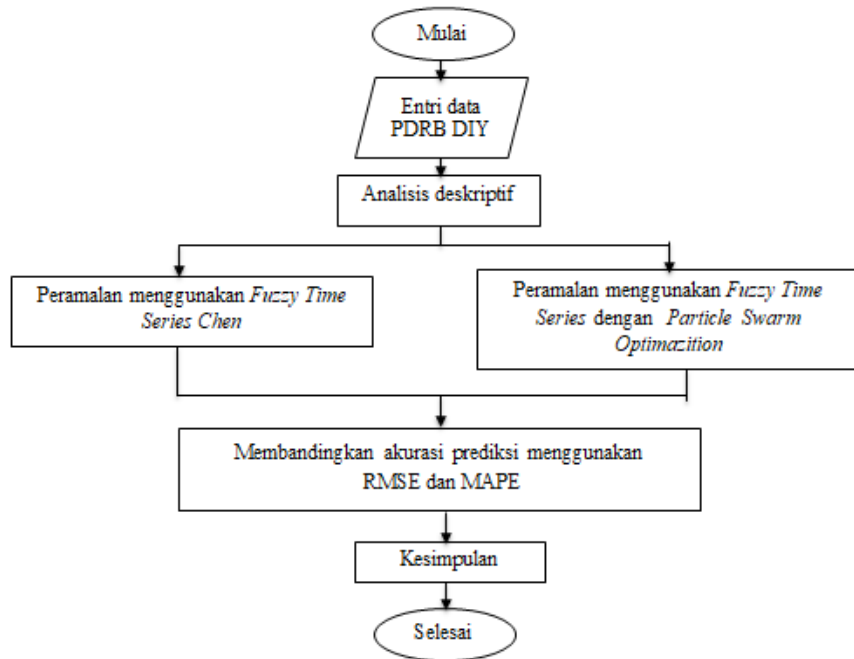 Mulai
Entri data
PDRB DIY
Analisis deskriptif
Peramalan menggunakan Fuzzy Time
Series Chen
Peramalan menggunakan Fuzzy Time
Series dengan Particle Swarm
Optimazition
Membandingkan akurasi prediksi menggunakan
RMSE dan MAPE
Kesimpulan
Selesai